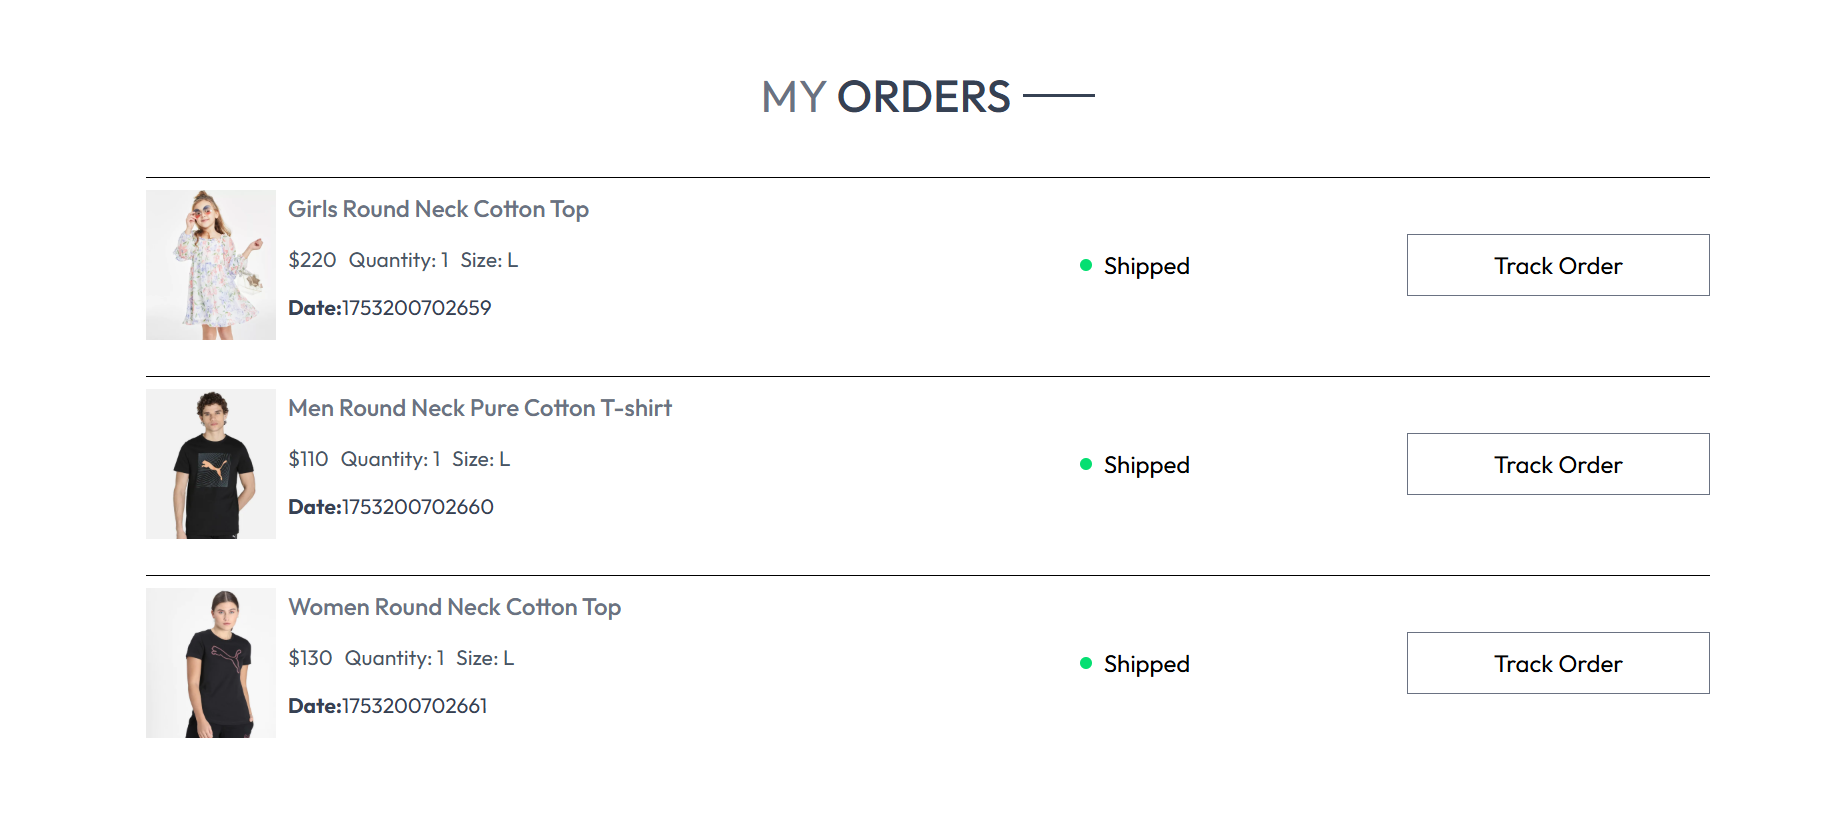 MY ORDERS
Girls Round Neck Cotton Top
$220 Quantity: 1 Size: L
Date:1753200702659
Shipped
Track Order
Men Round Neck Pure Cotton T-shirt
$110 Quantity: 1 Size: L
Date:1753200702660
Shipped
Track Order
Women Round Neck Cotton Top
$130 Quantity: 1 Size: L
Date:1753200702661
Shipped
Track Order